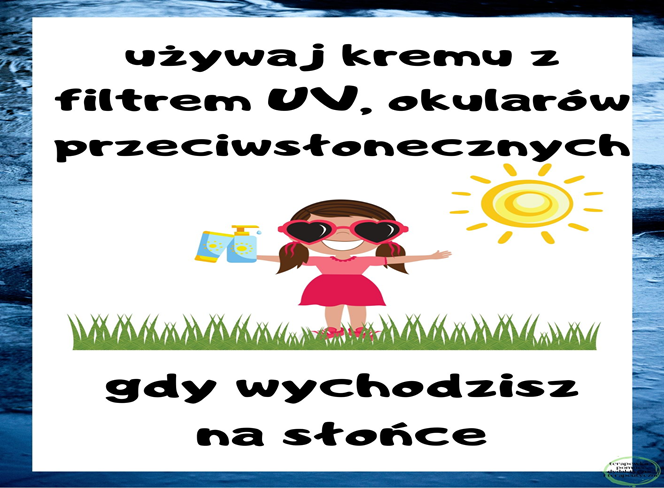 używaj kremu z
filtrem UV, okularów
przeciwsłonecznych
gdy wychodzisz
na słońce